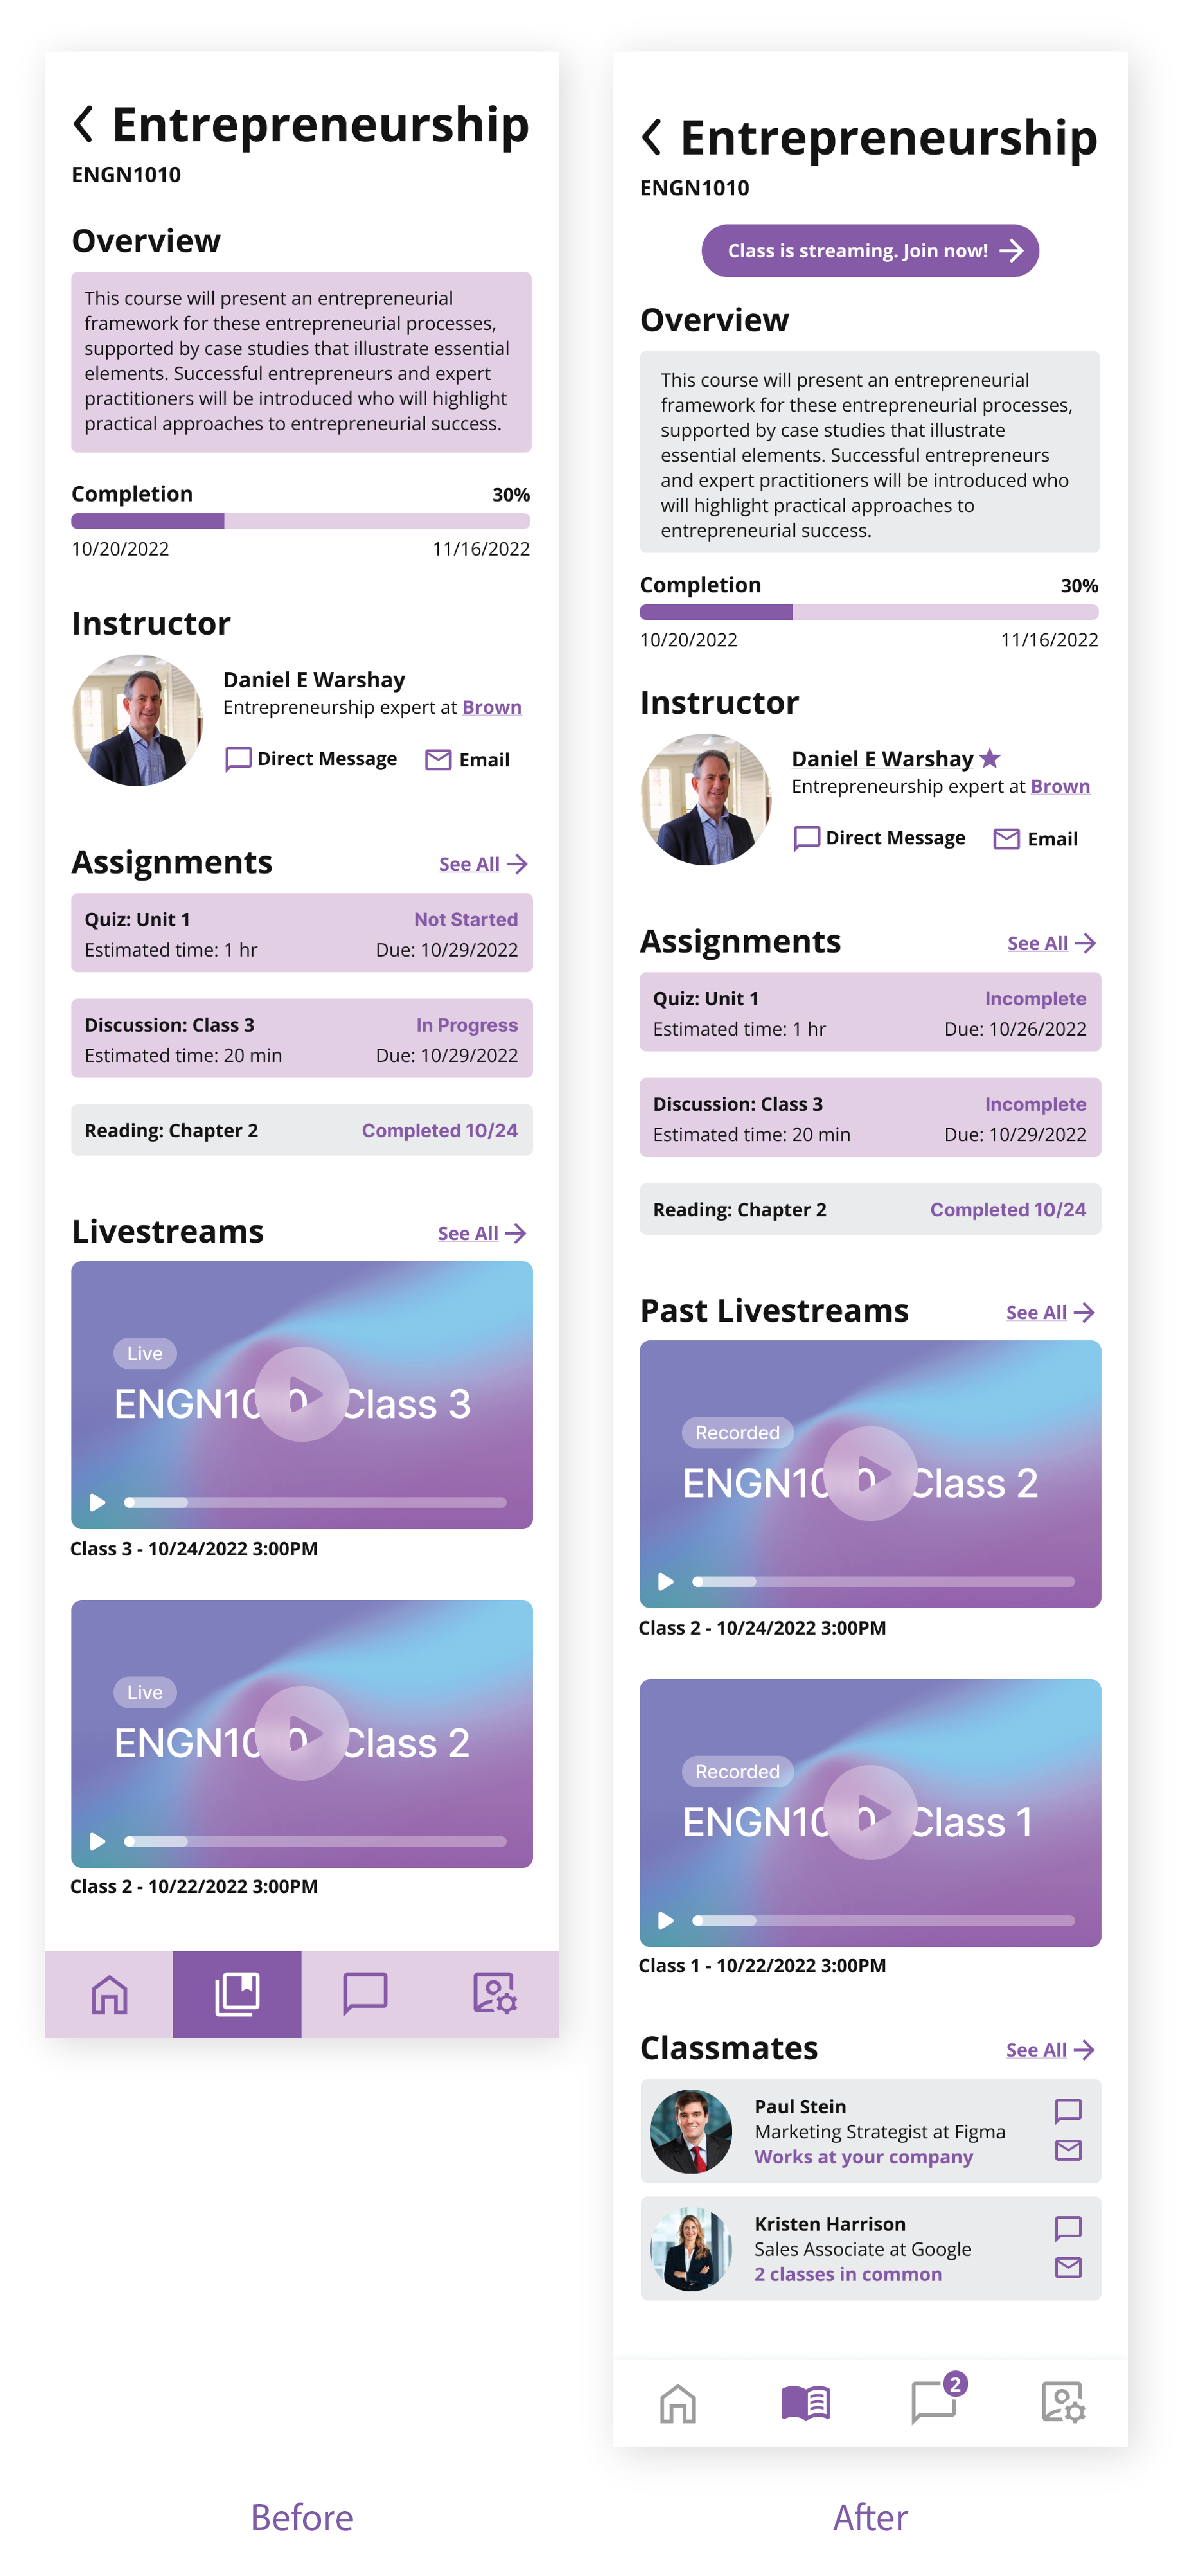 Entrepreneurship
ENGN1010
Overview
This course will present an entrepreneurial
framework for these entrepreneurial processes,
supported by case studies that illustrate essential
elements. Successful entrepreneurs and expert
practitioners will be introduced who will highlight
practical approaches to entrepreneurial success.
Completion 30%
10/20/2022 11/16/2022
Instructor
Daniel E Warshay
Entrepreneurship expert at Brown
Direct Message Email
Assignments See All
Quiz: Unit 1 Not Started
Estimated time: 1 hr Due: 10/29/2022
Discussion: Class 3 In Progress
Estimated time: 20 min Due: 10/29/2022
Reading: Chapter 2 Completed 10/24
Livestreams See All
Live
ENGN1010 Class 3
Class 3 - 10/24/2022 3:00PM
Live
ENGN1010 Class 2
Class 2 - 10/22/2022 3:00PM
Before
Entrepreneurship
ENGN1010
Class is streaming. Join now!
Overview
This course will present an entrepreneurial
framework for these entrepreneurial processes,
supported by case studies that illustrate
essential elements. Successful entrepreneurs
and expert practitioners will be introduced who
will highlight practical approaches to
entrepreneurial success.
Completion 30%
10/20/2022 11/16/2022
Instructor
Daniel E Warshay
Entrepreneurship expert at Brown
Direct Message Email
Assignments See All
Quiz: Unit 1 Incomplete
Estimated time: 1 hr Due: 10/26/2022
Discussion: Class 3 Incomplete
Estimated time: 20 min Due: 10/29/2022
Reading: Chapter 2 Completed 10/24
Past Livestreams See All
Recorded
ENGN1010 Class 2
Class 2 - 10/24/2022 3:00PM
Recorded
ENGN1010 Class 1
Class 1 - 10/22/2022 3:00PM
Classmates See All
Paul Stein
Marketing Strategist at Figma
Works at your company
Kristen Harrison
Sales Associate at Google
2 classes in common
2
After